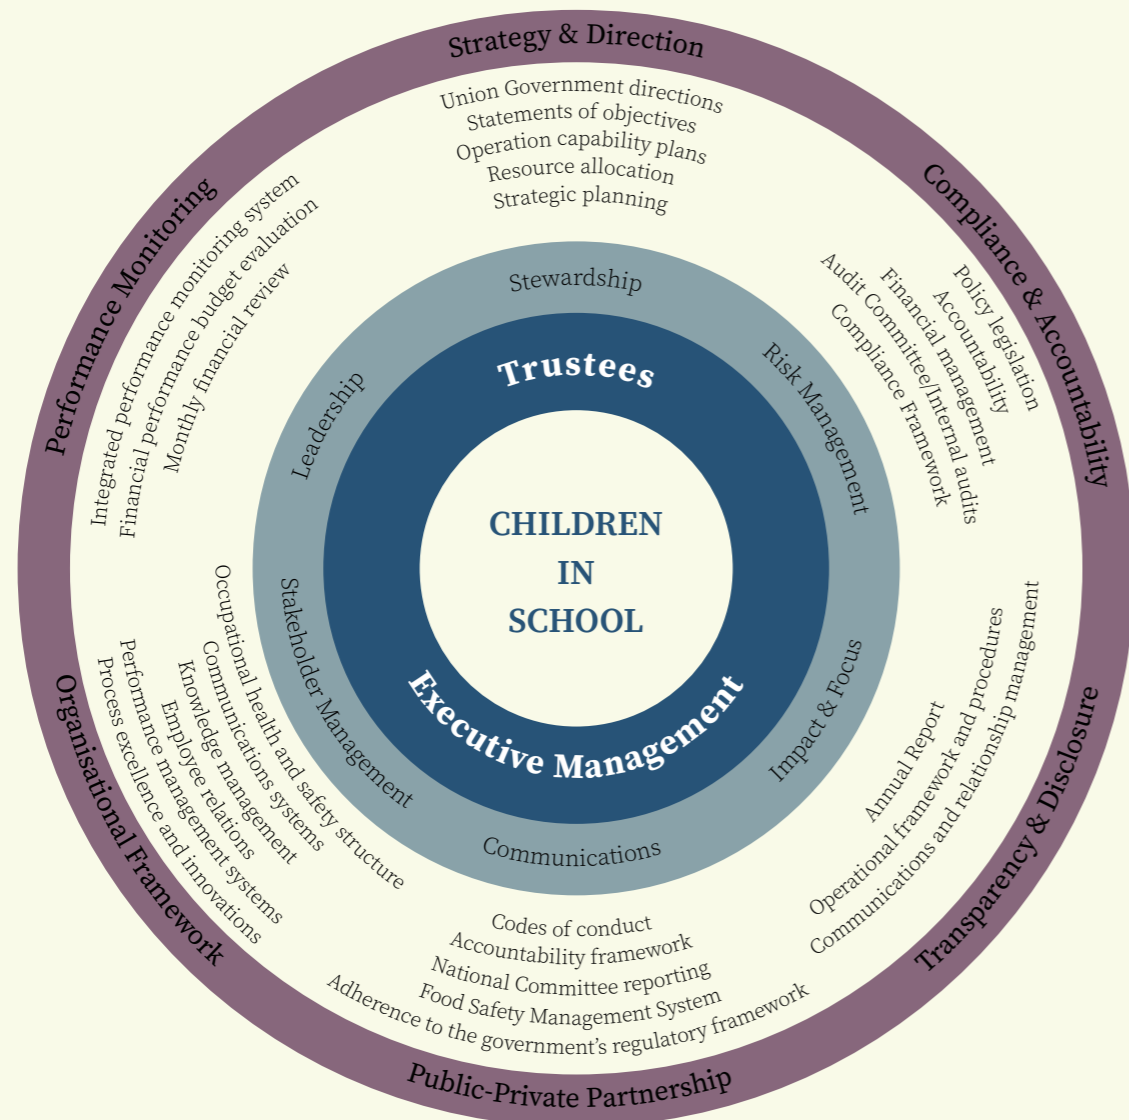 Strategy & Direction
Union Government directions
Statements of objectives
Operation capability plans
Resource allocation
Strategic planning
Compliance & Accountability
Policy legislation
Accountability
Financial management
Audit Committee/Internal audits
Compliance Framework
Transparency & Disclosure
Annual Report
Operational framework and procedures
Communications and relationship management
Public-Private Partnership
Codes of conduct
Accountability framework
National Committee reporting
Food Safety Management System
Adherence to the government’s regulatory framework
Organisational Framework
Occupational health and safety structure
Communications systems
Knowledge management
Employee relations
Performance management systems
Process excellence and innovations
Performance Monitoring
Integrated performance monitoring system
Financial performance budget evaluation
Monthly financial review
Stewardship
Risk Management
Impact & Focus
Communications
Stakeholder Management
Leadership
Trustees
Executive Management
CHILDREN
IN
SCHOOL